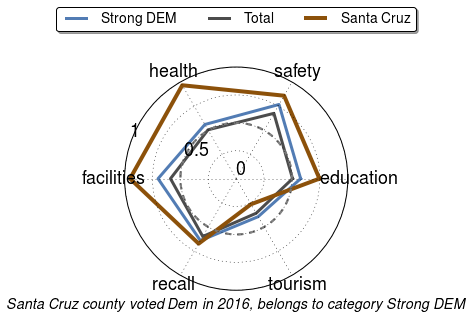 Strong DEM Total Santa Cruz
health safety
1
0.5
0
facilities education
recall tourism
Santa Cruz county voted Dem in 2016, belongs to category Strong DEM